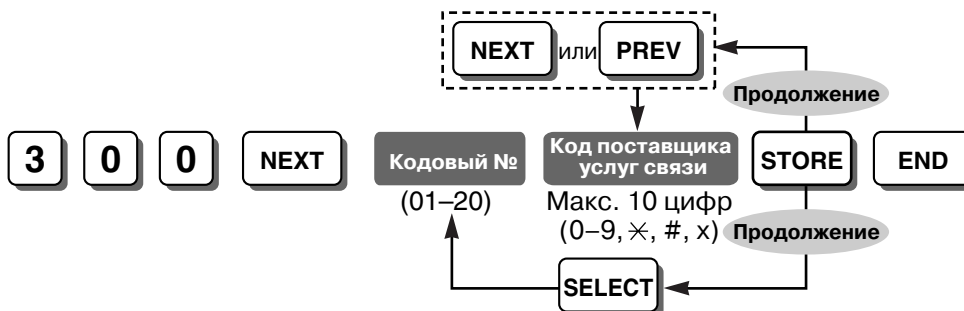 NEXT или PREV
Продолжение
3 0 0 NEXT Кодовый № Код поставщика услуг связи STORE END
(01–20) Макс. 10 цифр
(0–9, ✳, #, x) Продолжение
SELECT